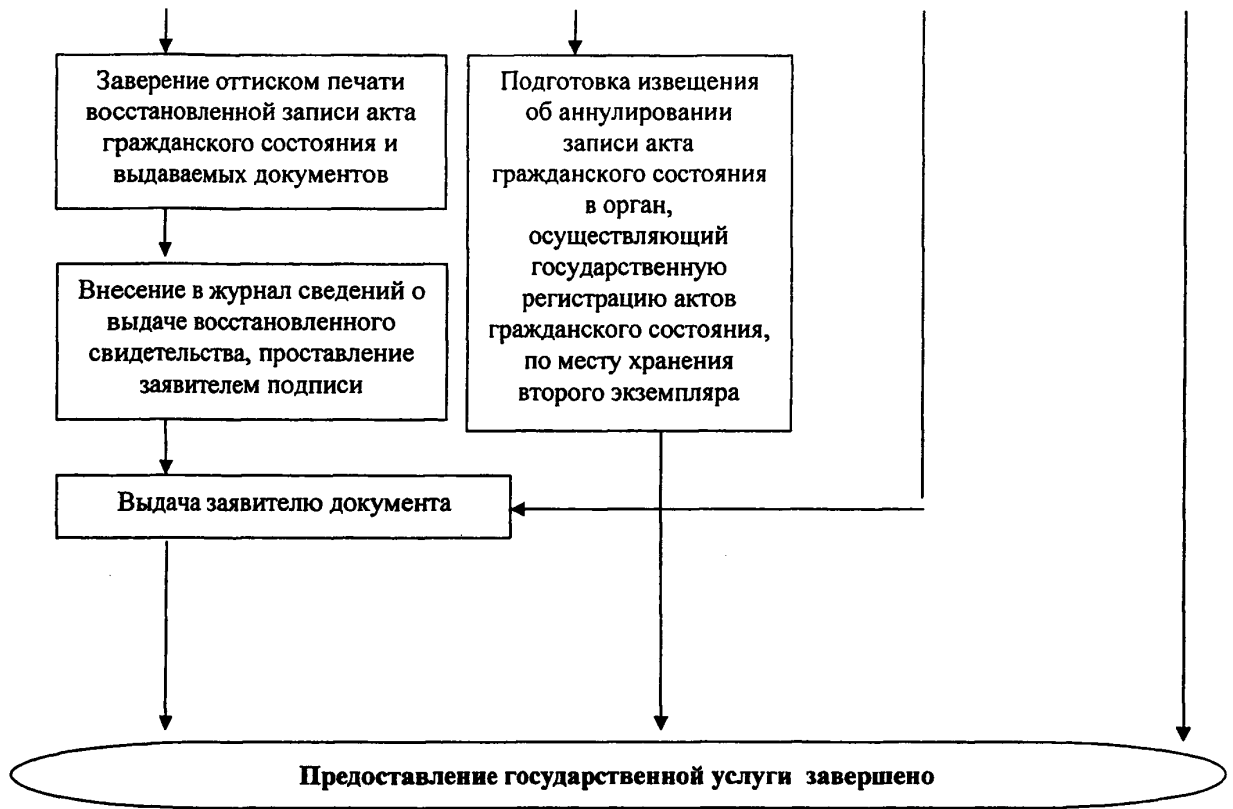 Заверение оттиском печати
восстановленной записи акта
гражданского состояния и
выдаваемых документов
Подготовка извещения
об аннулировании
записи акта
гражданского состояния
в орган,
осуществляющий
государственную
регистрацию актов
гражданского состояния,
по месту хранения
второго экземпляра
Внесение в журнал сведений о
выдаче восстановленного
свидетельства, проставление
заявителем подписи
Выдача заявителю документа
Предоставление государственной услуги завершено